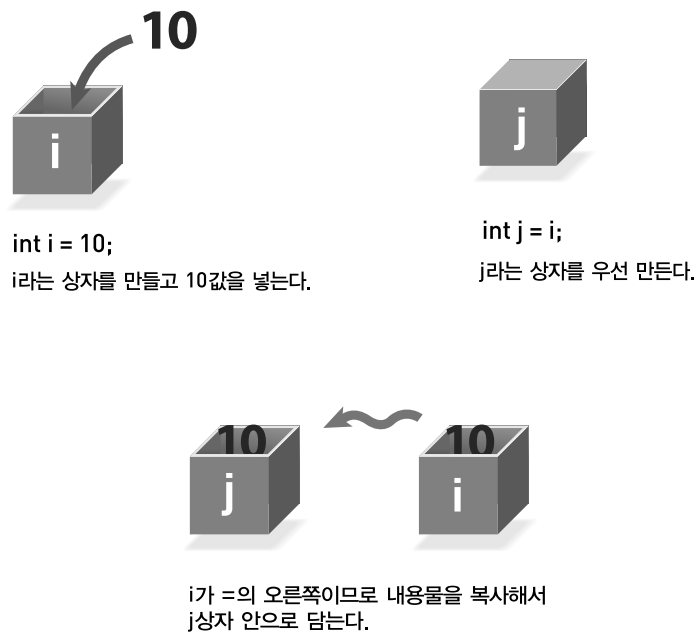 10
i
int i = 10;
i라는 상자를 만들고 10값을 넣는다.
j
int j = i;
j라는 상자를 우선 만든다.
10
j
10
i
i가 =의 오른쪽이므로 내용물을 복사해서
j상자 안으로 담는다.